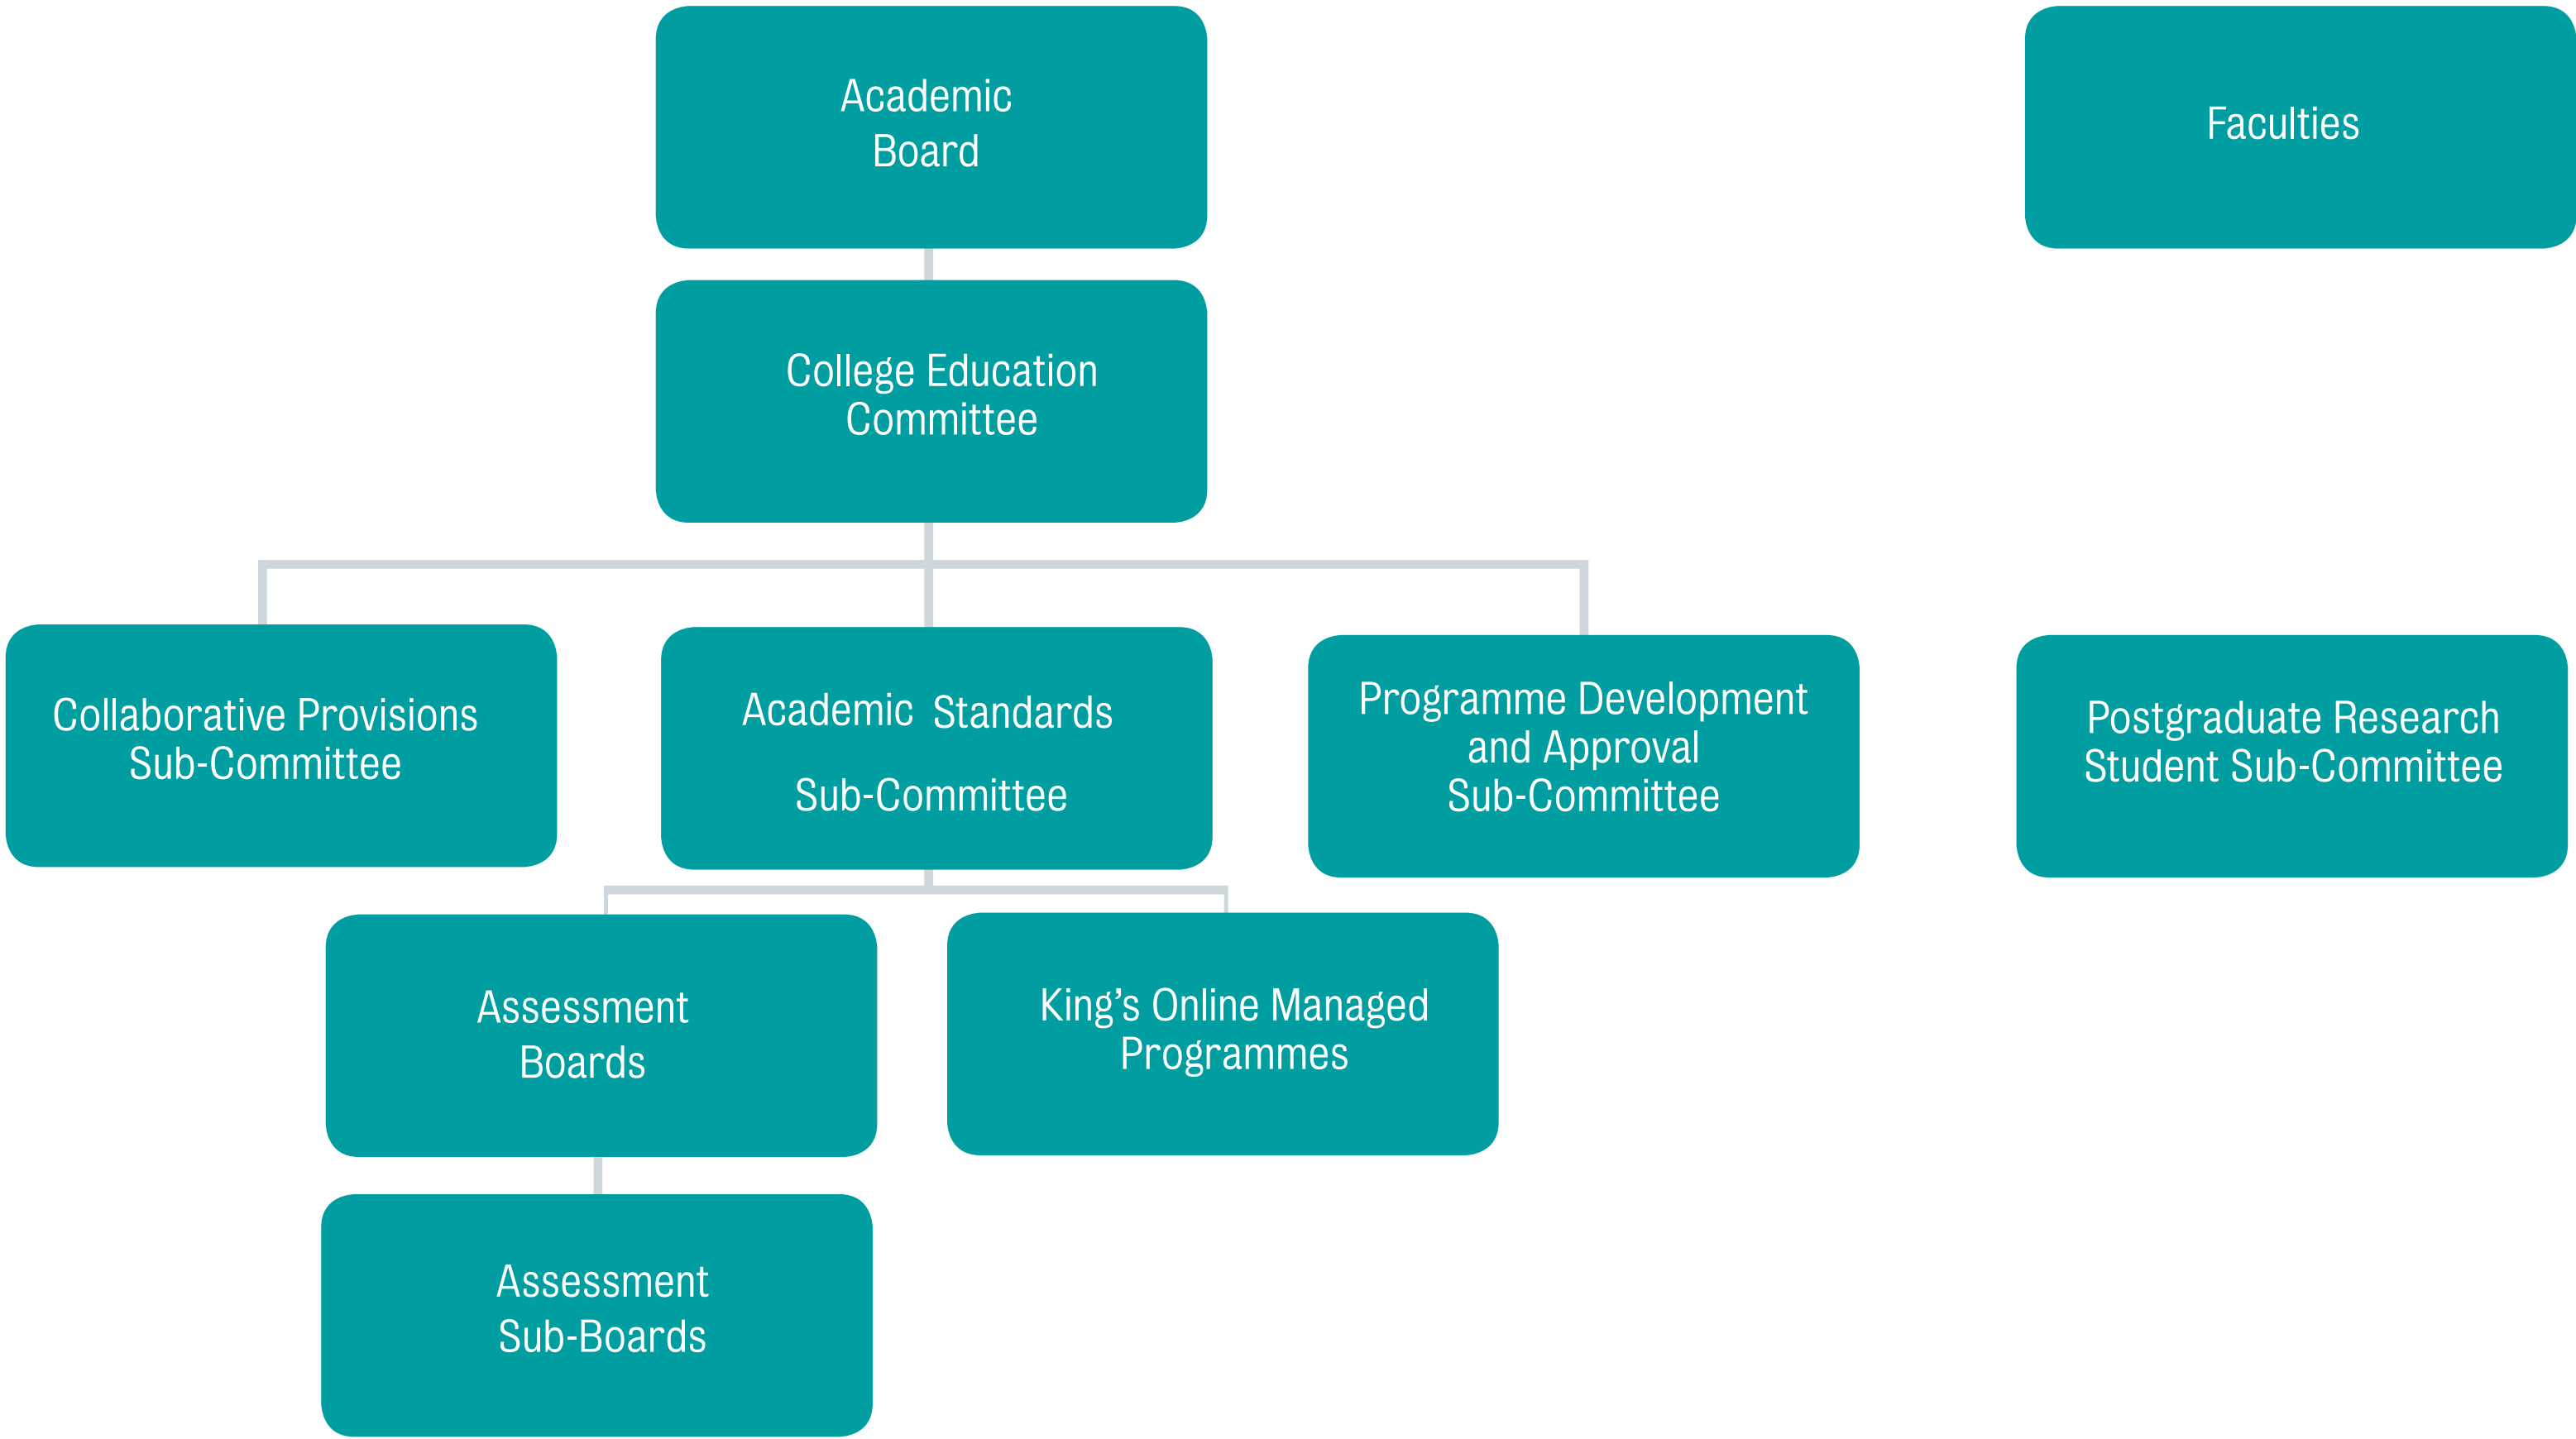 Academic
Board
Faculties
College Education
Committee
Collaborative Provisions
Sub-Committee
Academic Standards
Sub-Committee
Programme Development
and Approval
Sub-Committee
Postgraduate Research
Student Sub-Committee
Assessment
Boards
King’s Online Managed
Programmes
Assessment
Sub-Boards